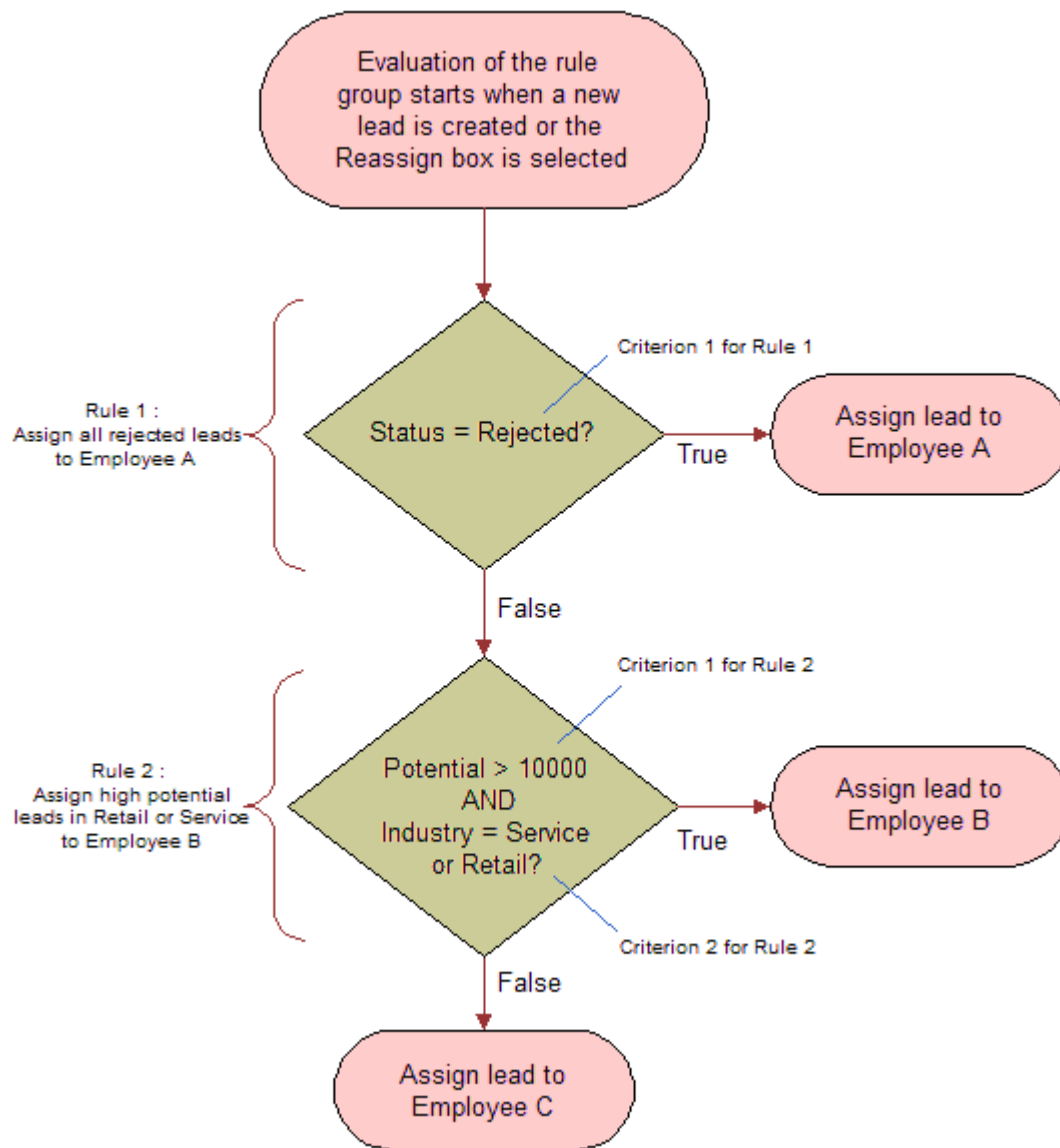 Evaluation of the rule
group starts when a new
lead is created or the
Reassign box is selected
Criterion 1 for Rule 1
Rule 1 :
Assign all rejected leads
to Employee A
Status = Rejected?
True
Assign lead to
Employee A
False
Criterion 1 for Rule 2
Rule 2 :
Assign high potential
leads in Retail or Service
to Employee B
Potential > 10000
AND
Industry = Service
or Retail?
True
Assign lead to
Employee B
Criterion 2 for Rule 2
False
Assign lead to
Employee C